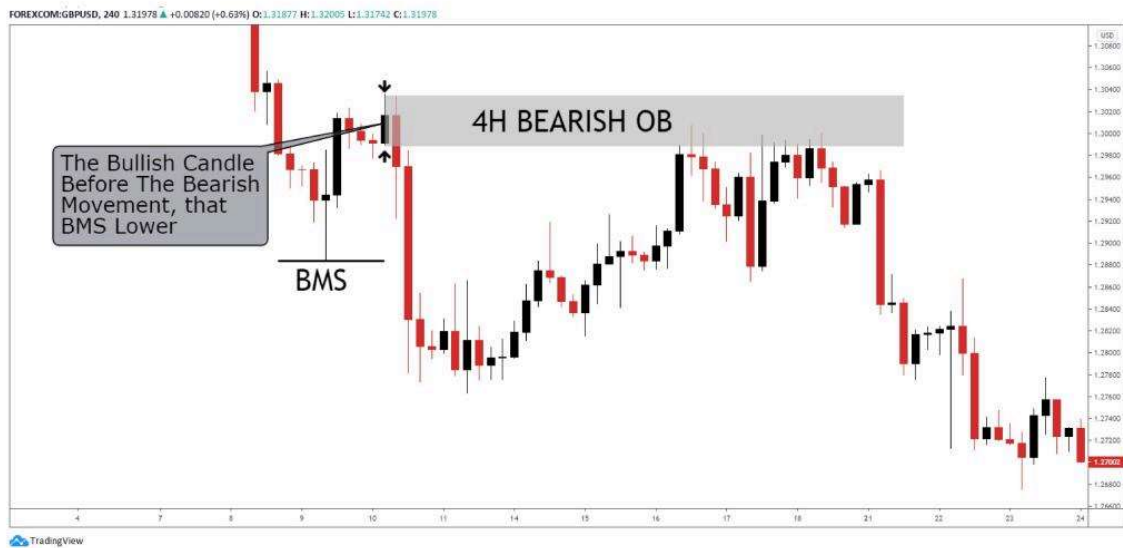 FOREXCOM:GBPUSD, 240 1.31978 ▲ +0.00820 (+0.63%) O:1.31877 H:1.32005 L:1.31742 C:1.31978
USD
1.30800
1.30600
1.30400
1.30200
1.30000
1.29800
1.29600
1.29400
1.29200
1.29000
1.28800
1.28600
1.28400
1.28200
1.28000
1.27800
1.27600
1.27400
1.27200
1.27002
1.26800
1.26600
4H BEARISH OB
The Bullish Candle
Before The Bearish
Movement, that
BMS Lower
BMS
4 7 8 9 10 11 14 15 16 17 18 21 22 23 24
TradingView